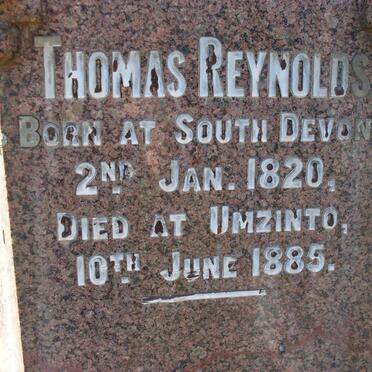 THOMAS REYNOLDS
BORN AT SOUTH DEVON
2ND JAN. 1820,
DIED AT UMZINTO,
10TH JUNE 1885.